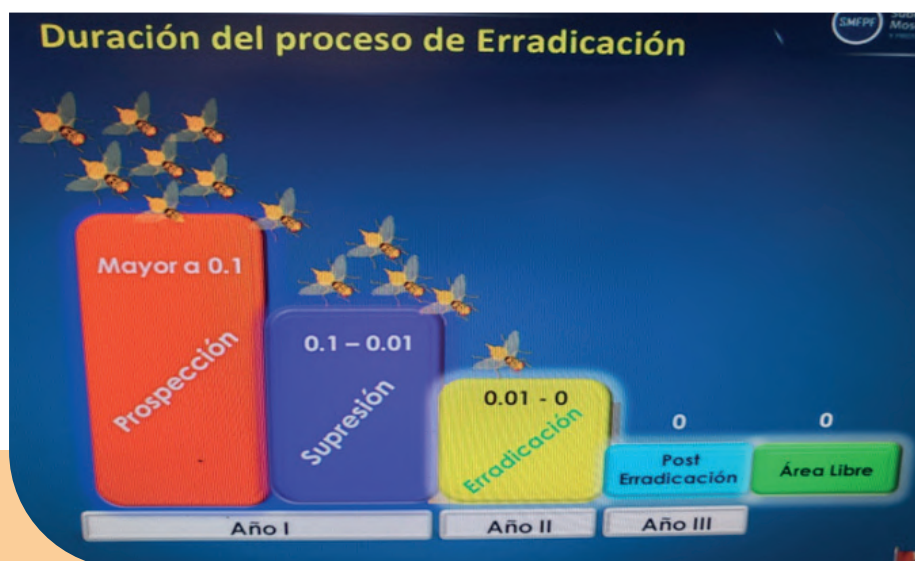 Duración del proceso de Erradicación
SMFPF
Mayor a 0.1
Prospección
0.1 – 0.01
Supresión
0.01 - 0
Erradicación
0
Post
Erradicación
0
Área Libre
Año I
Año II
Año III